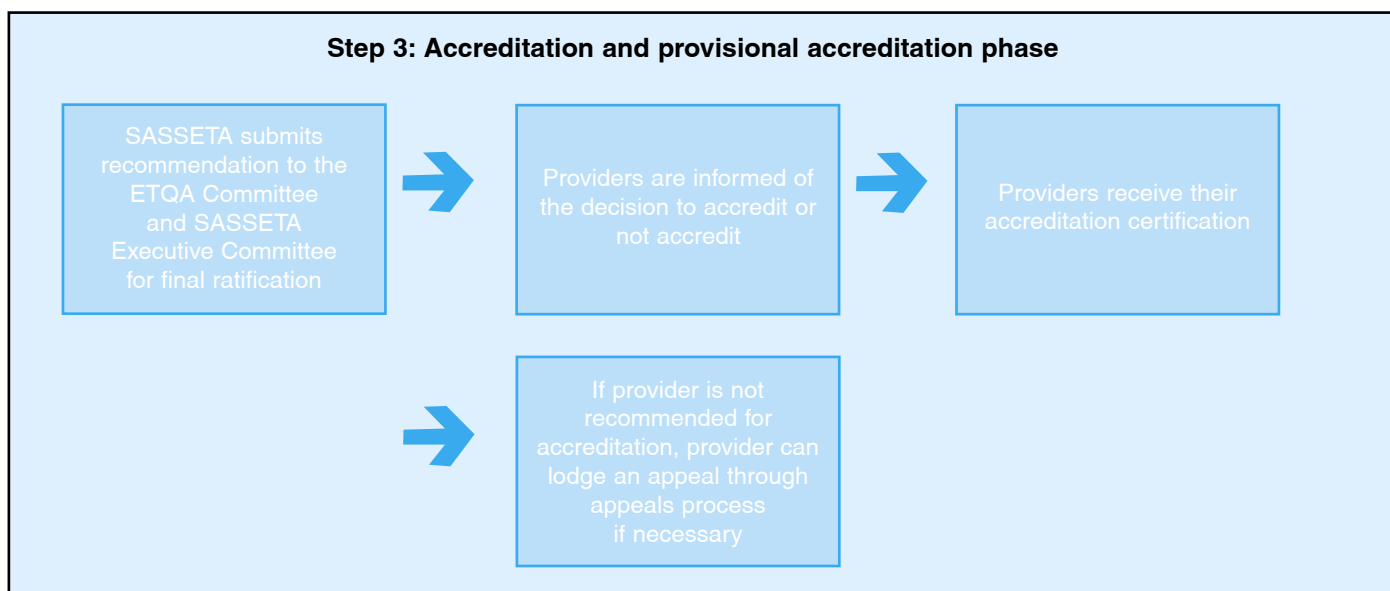 Step 3: Accreditation and provisional accreditation phase
SASSETA submits
recommendation to the
ETQA Committee
and SASSETA
Executive Committee
for final ratification
Providers are informed of
the decision to accredit or
not accredit
Providers receive their
accreditation certification
If provider is not
recommended for
accreditation, provider can
lodge an appeal through
appeals process
if necessary